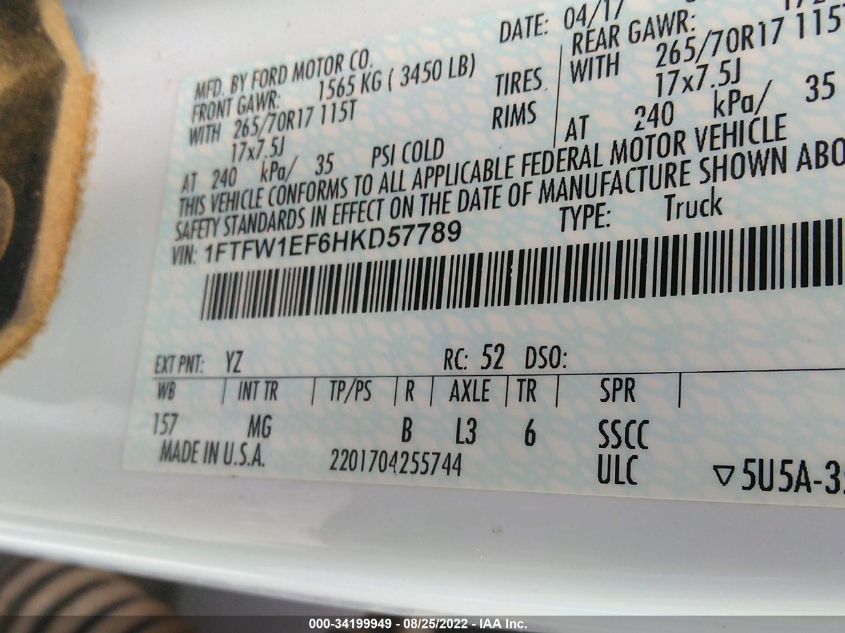 MFD. BY FORD MOTOR CO.
DATE: 04/17
FRONT GAWR: 1565 KG ( 3450 LB)
REAR GAWR:
WITH 265/70R17 115T TIRES
WITH 265/70R17 115T
17x7.5J RIMS
17x7.5J
AT 240 kPa/ 35 PSI COLD
AT 240 kPa/ 35
THIS VEHICLE CONFORMS TO ALL APPLICABLE FEDERAL MOTOR VEHICLE
SAFETY STANDARDS IN EFFECT ON THE DATE OF MANUFACTURE SHOWN ABO
VIN: 1FTFW1EF6HKD57789 TYPE: Truck
EXT PNT: YZ RC: 52 DSO:
WB INT TR TP/PS R AXLE TR SPR
157 MG B L3 6 SSCC
MADE IN U.S.A. 2201704255744 ULC ▽5U5A-3
000-34199949 - 08/25/2022 - IAA Inc.